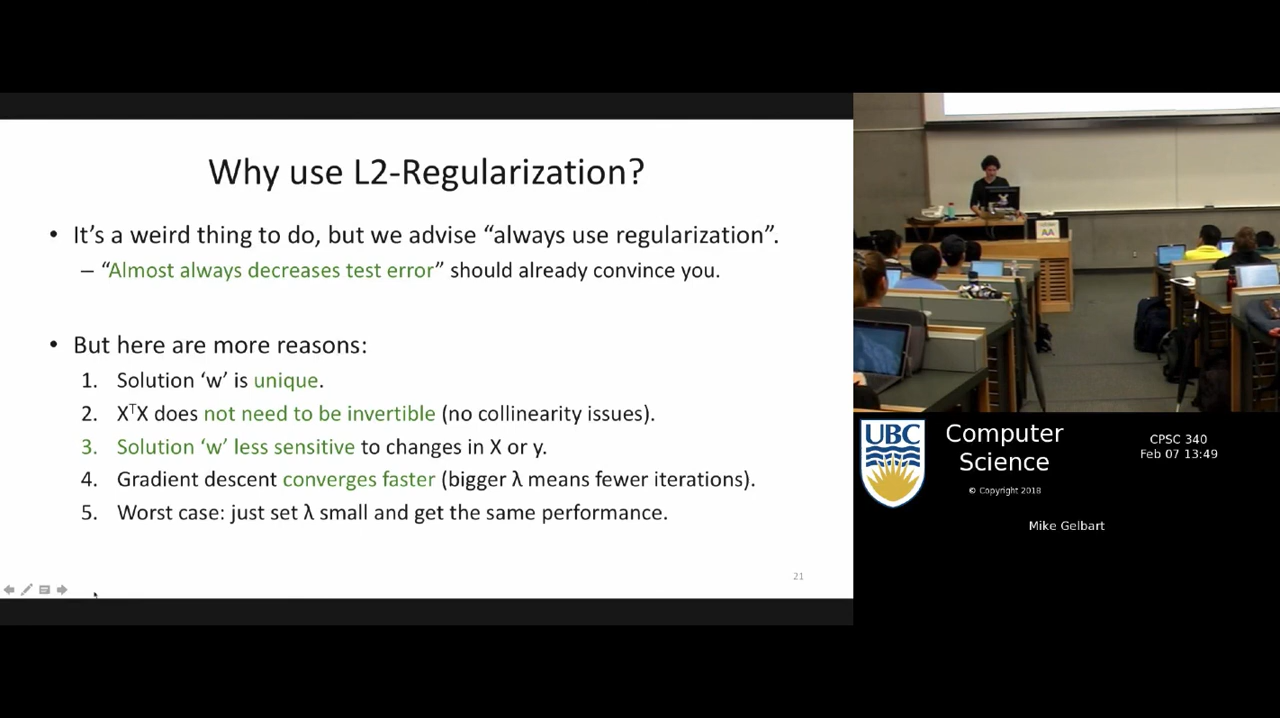 Why use L2-Regularization?
• It’s a weird thing to do, but we advise “always use regularization”.
– “Almost always decreases test error” should already convince you.
• But here are more reasons:
1. Solution ‘w’ is unique.
2. XᵀX does not need to be invertible (no collinearity issues).
3. Solution ‘w’ less sensitive to changes in X or y.
4. Gradient descent converges faster (bigger λ means fewer iterations).
5. Worst case: just set λ small and get the same performance.
21
AA
UBC
Computer
Science
© Copyright 2018
CPSC 340
Feb 07 13:49
Mike Gelbart